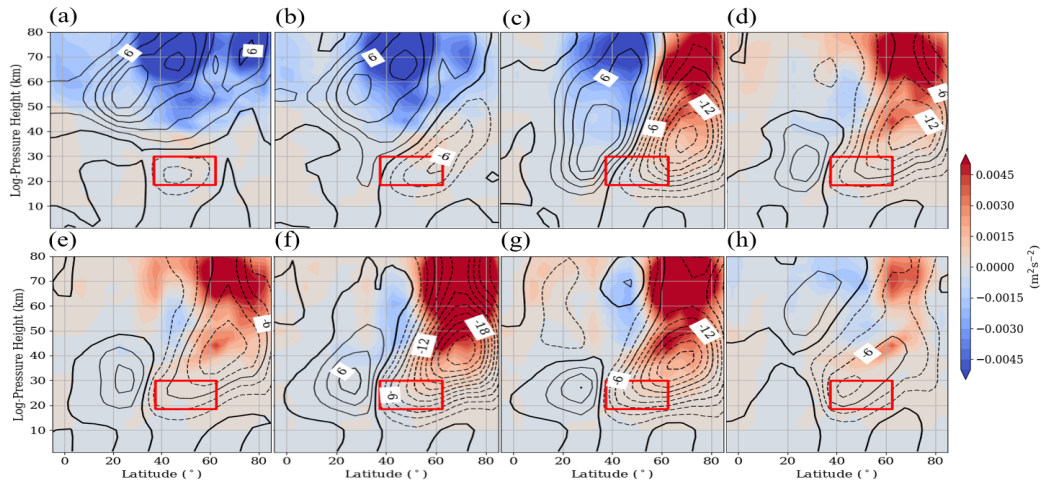 (a) (b) (c) (d)
80 70 60 50 40 30 20 10
Log-Pressure Height (km)
6 6
6 -6
6 -6 -12
-6 -12
0.0045
0.0030
0.0015
0.0000
−0.0015
−0.0030
−0.0045
(m²s⁻²)
(e) (f) (g) (h)
80 70 60 50 40 30 20 10
Log-Pressure Height (km)
-6
6 -12 -18 -6
-6 -12
-6
0 20 40 60 80 0 20 40 60 80 0 20 40 60 80 0 20 40 60 80
Latitude (°) Latitude (°) Latitude (°) Latitude (°)